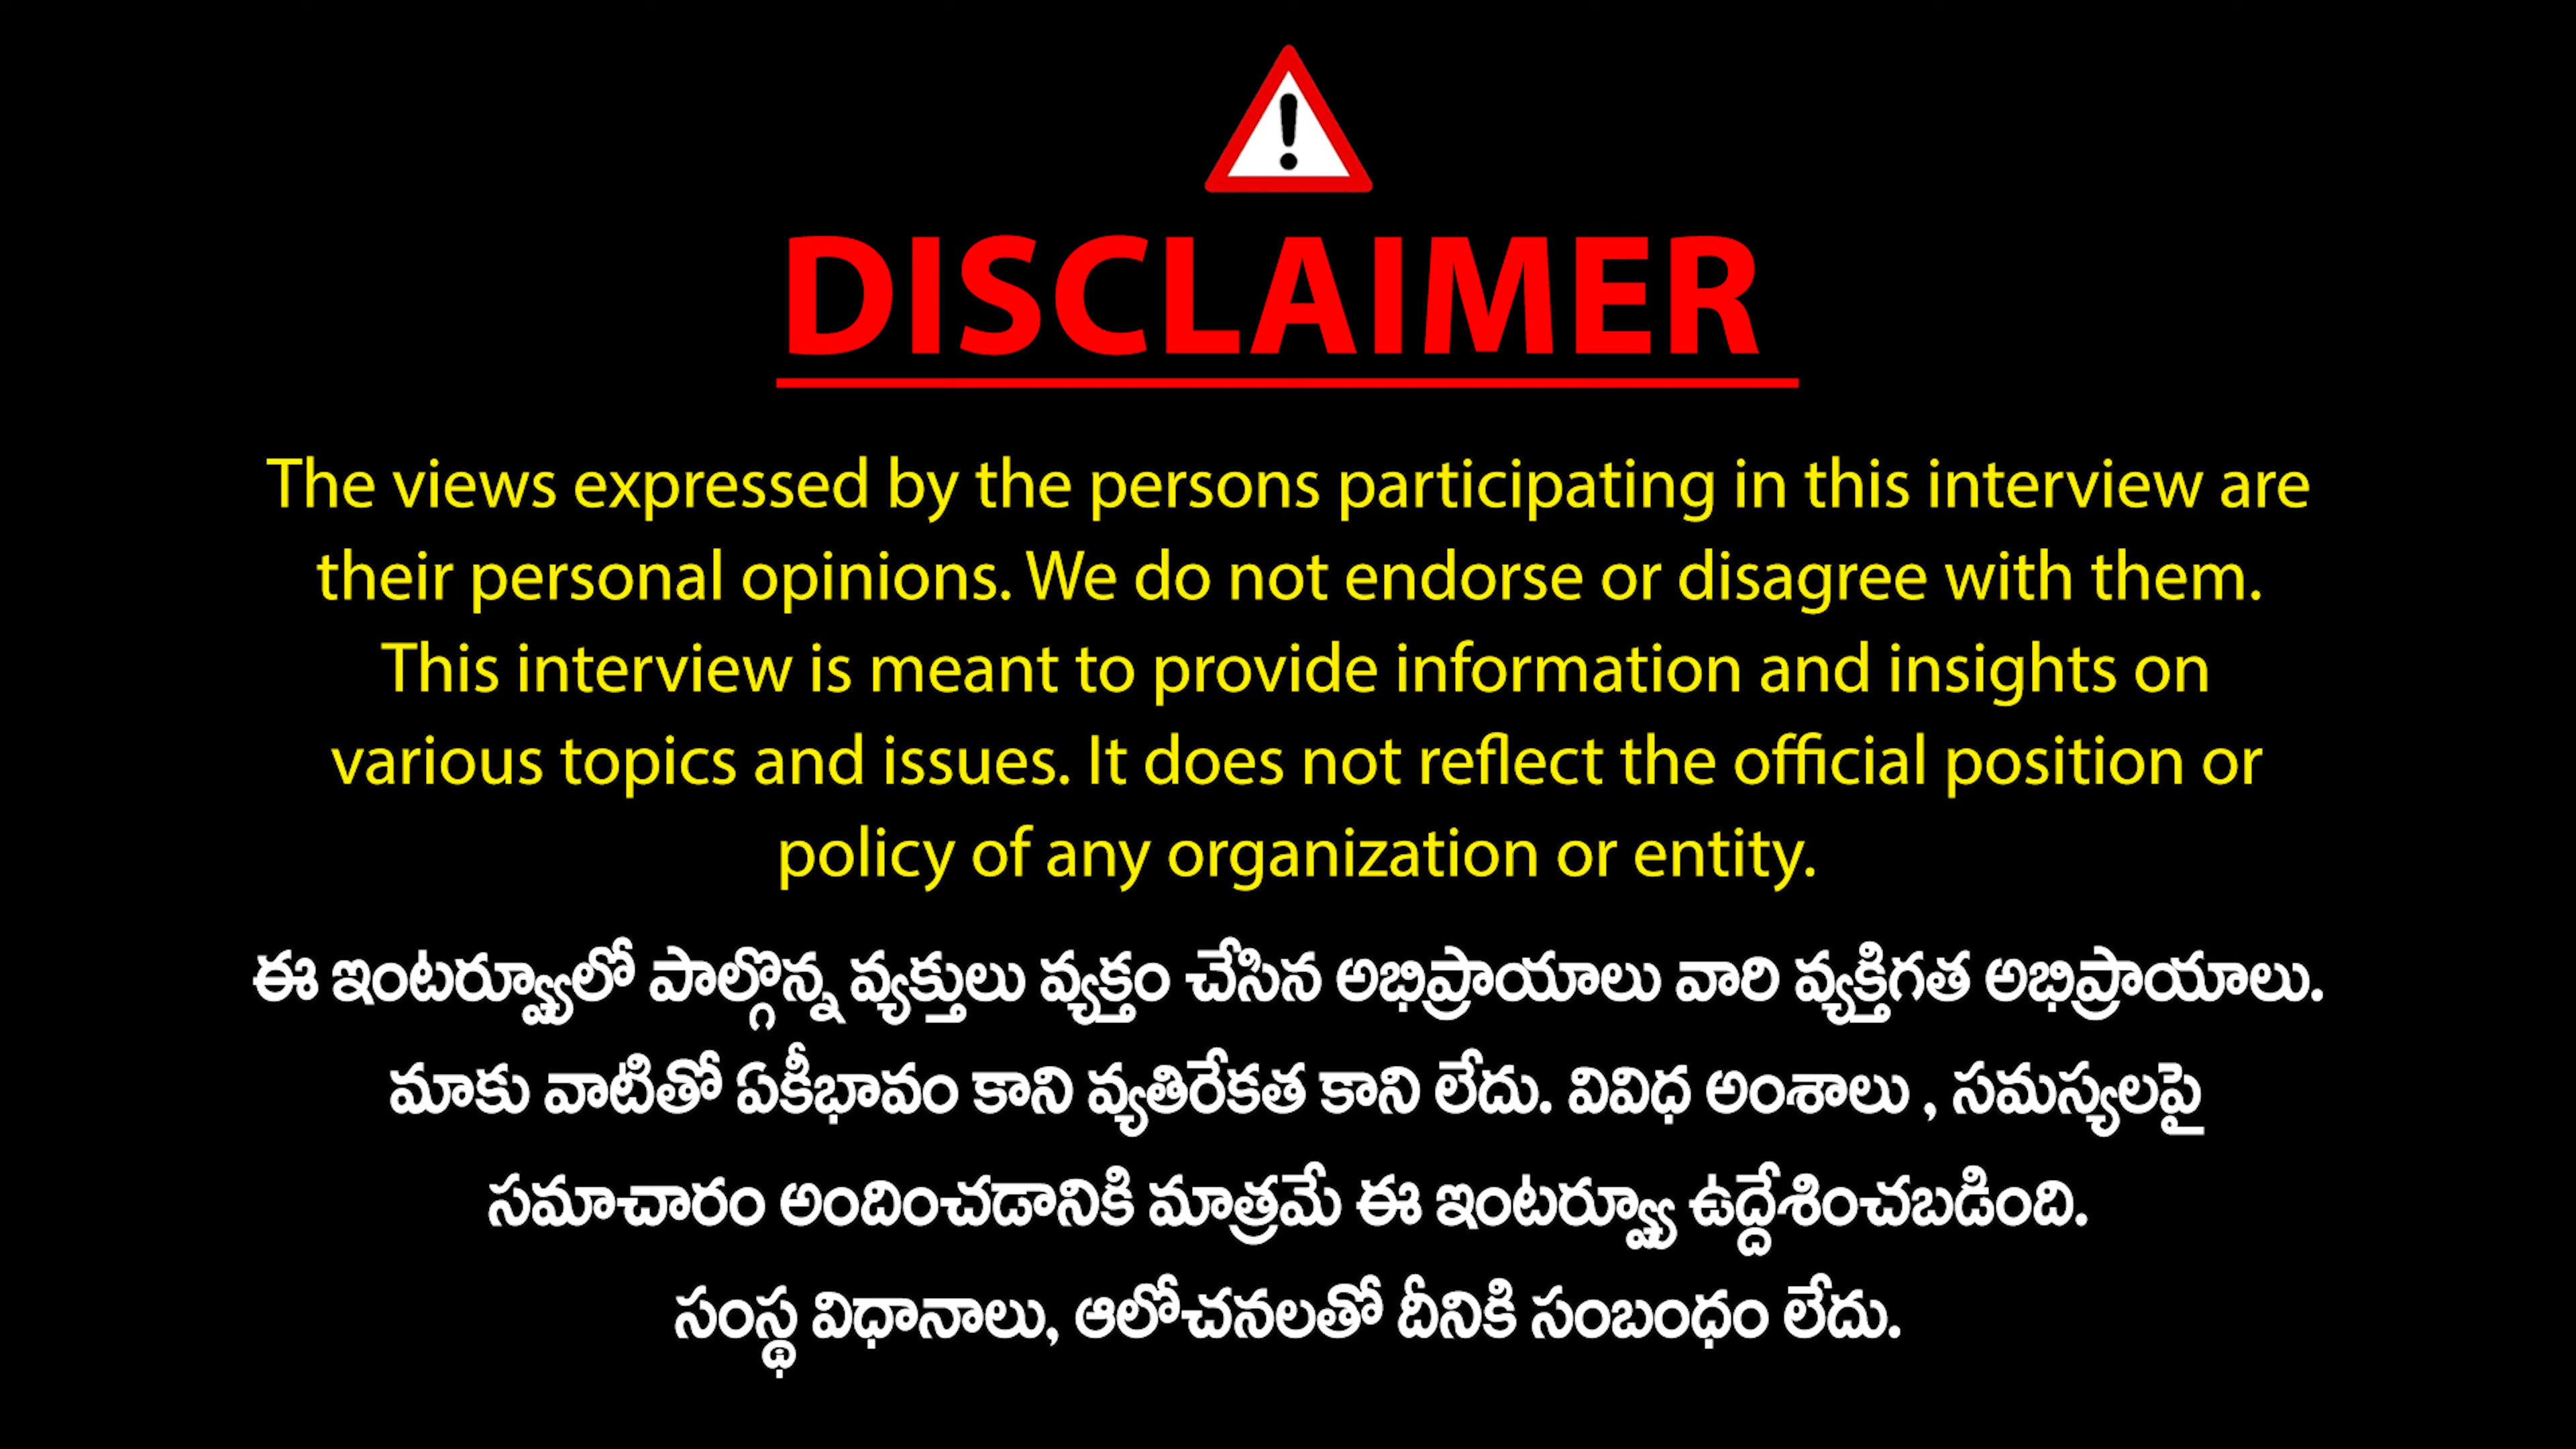 DISCLAIMER
The views expressed by the persons participating in this interview are
their personal opinions. We do not endorse or disagree with them.
This interview is meant to provide information and insights on
various topics and issues. It does not reflect the official position or
policy of any organization or entity.
ఈ ఇంటర్వ్యూలో పాల్గొన్న వ్యక్తులు వ్యక్తం చేసిన అభిప్రాయాలు వారి వ్యక్తిగత అభిప్రాయాలు.
మాకు వాటితో ఏకీభావం కాని వ్యతిరేకత కాని లేదు. వివిధ అంశాలు , సమస్యలపై
సమాచారం అందించడానికి మాత్రమే ఈ ఇంటర్వ్యూ ఉద్దేశించబడింది.
సంస్థ విధానాలు, ఆలోచనలతో దీనికి సంబంధం లేదు.